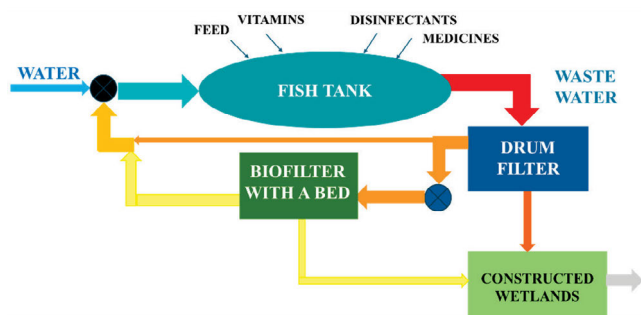 VITAMINS
DISINFECTANTS
FEED
MEDICINES
WATER
FISH TANK
WASTE
WATER
DRUM
FILTER
BIOFILTER
WITH A BED
CONSTRUCTED
WETLANDS